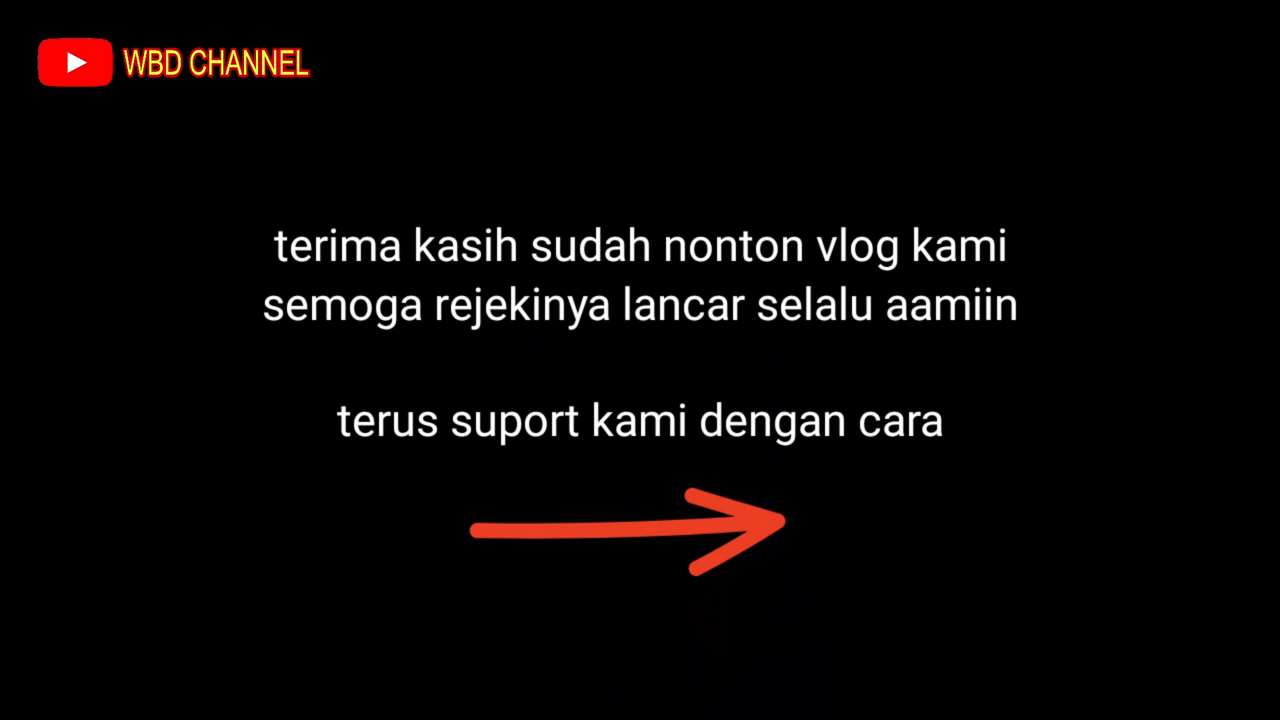 WBD CHANNEL
terima kasih sudah nonton vlog kami
semoga rejekinya lancar selalu aamiin
terus suport kami dengan cara